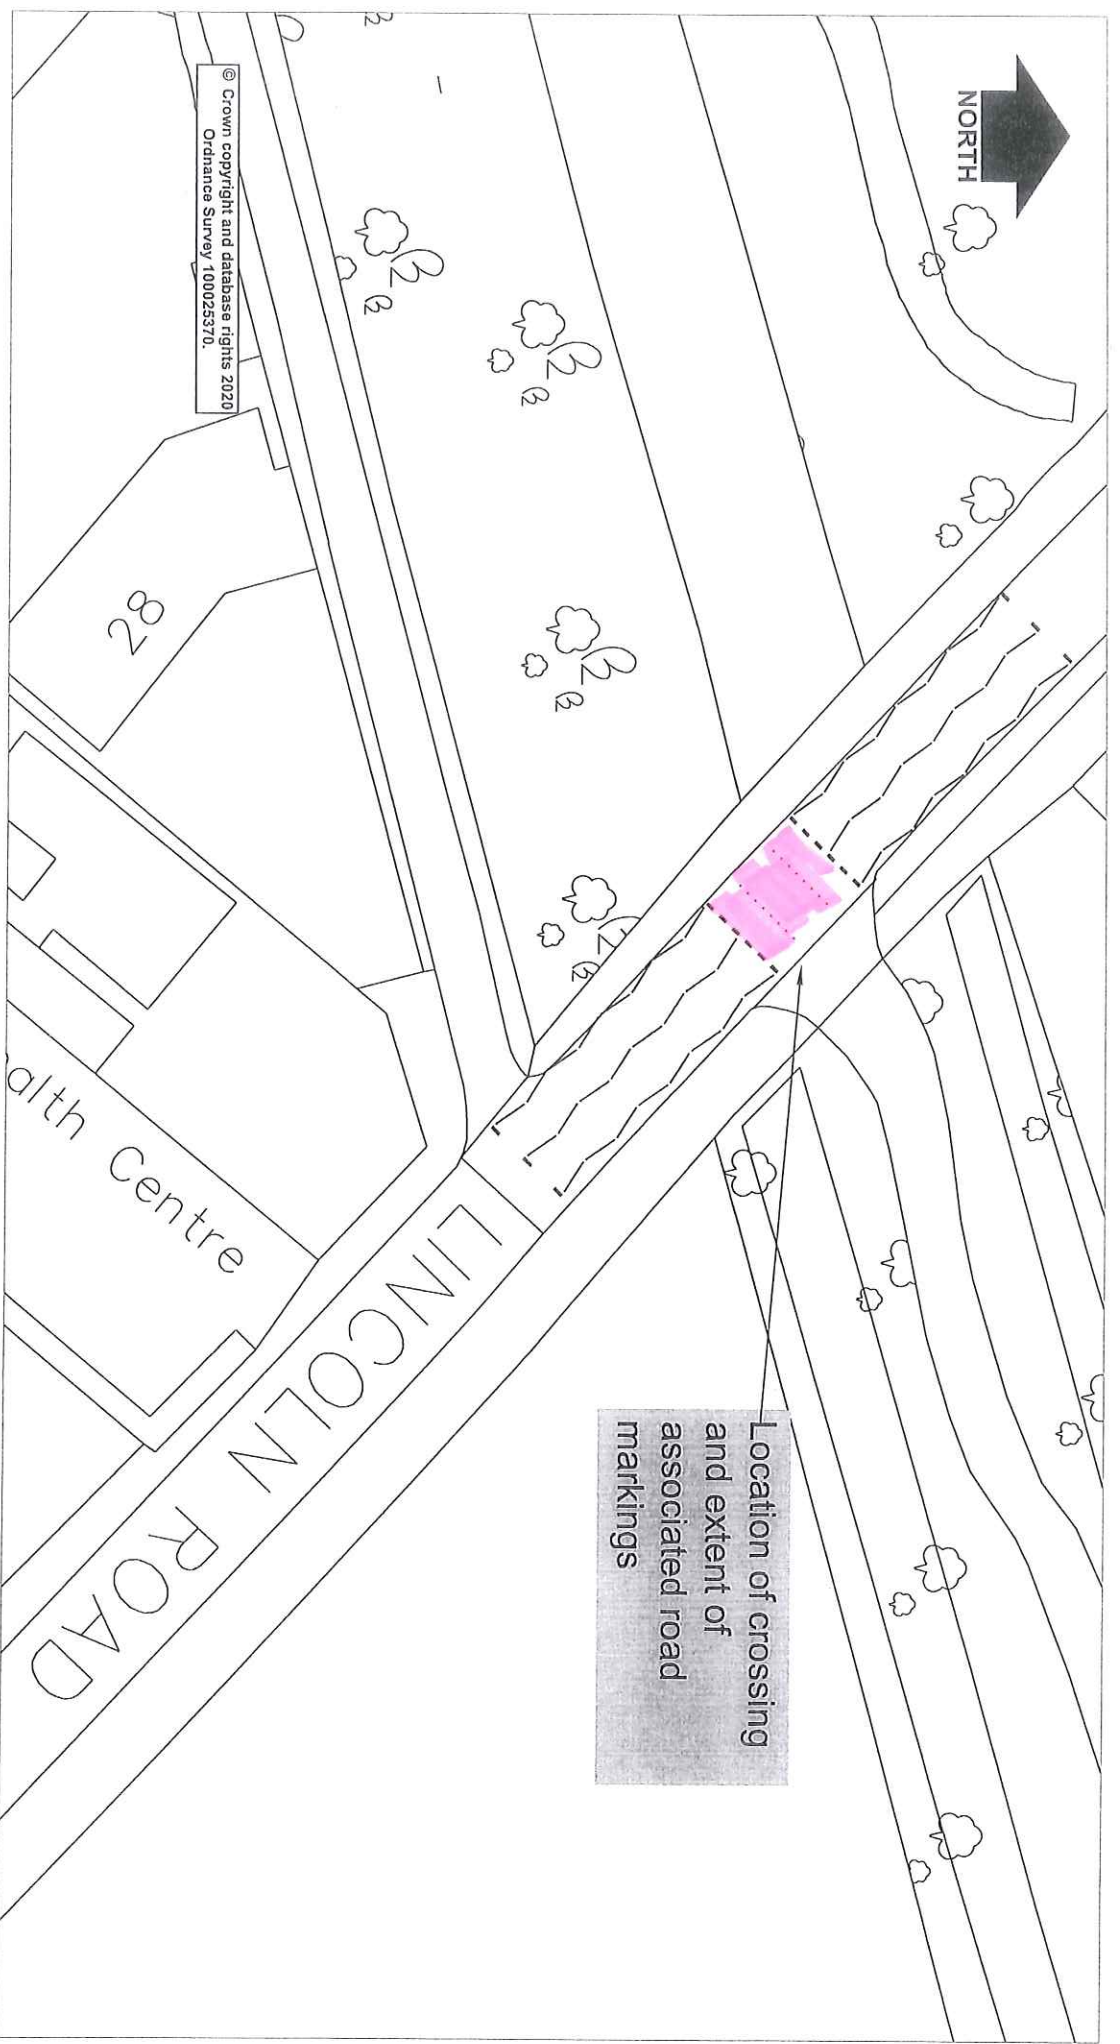 NORTH
Location of crossing
and extent of
associated road
markings
LINCOLN ROAD
28
alth Centre
© Crown copyright and database rights 2020
Ordnance Survey 100025370.